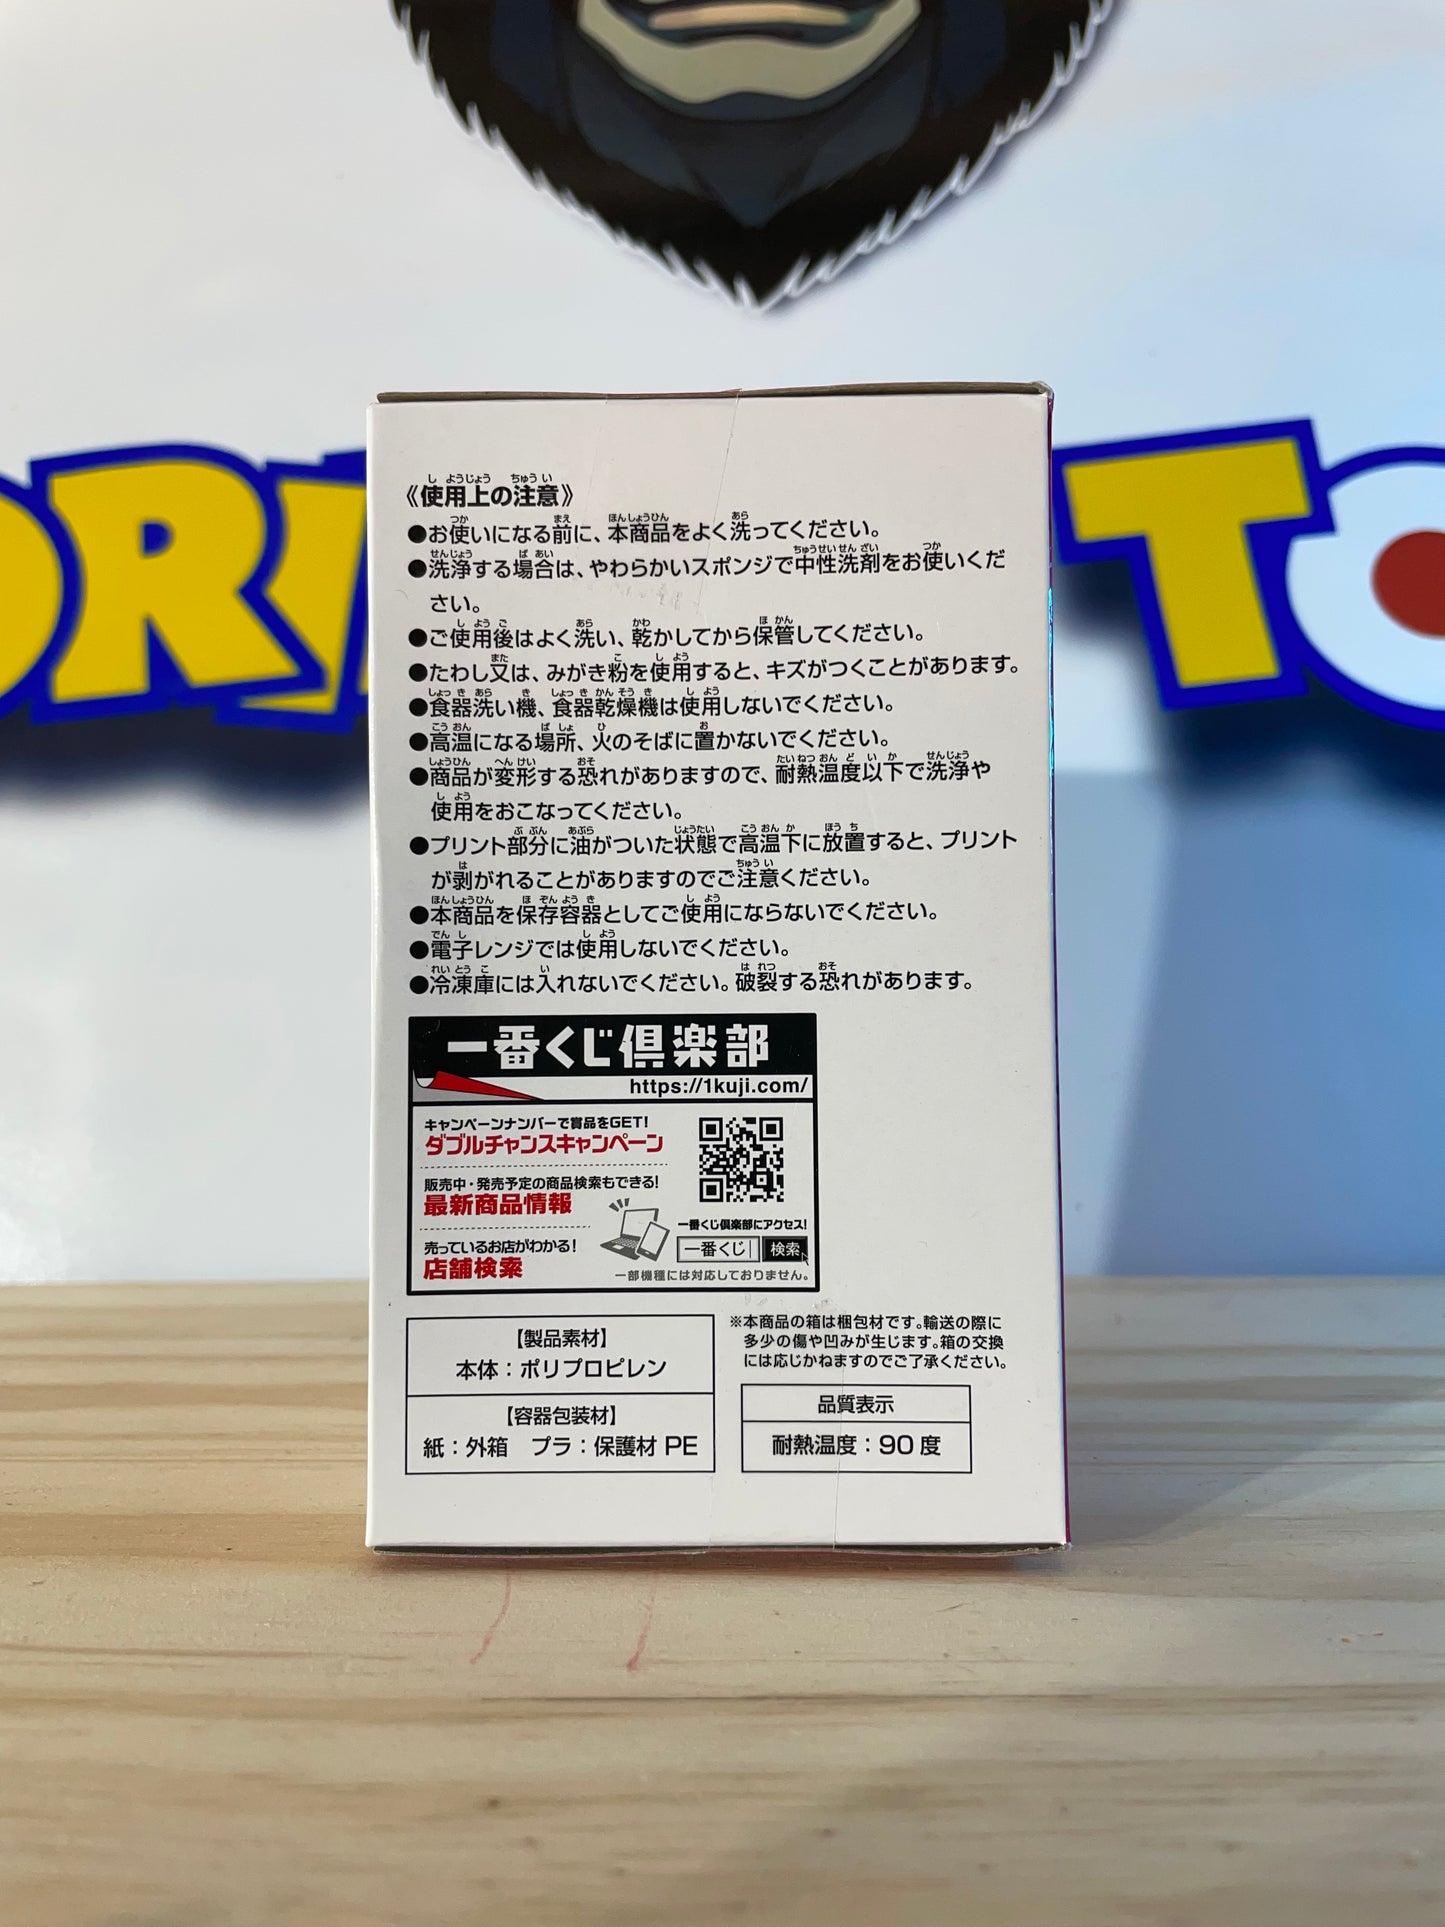 《使用上の注意》
●お使いになる前に、本商品をよく洗ってください。
●洗浄する場合は、やわらかいスポンジで中性洗剤をお使いくだ
さい。
●ご使用後はよく洗い、乾かしてから保管してください。
●たわし又は、みがき粉を使用すると、キズがつくことがあります。
●食器洗い機、食器乾燥機は使用しないでください。
●高温になる場所、火のそばに置かないでください。
●商品が変形する恐れがありますので、耐熱温度以下で洗浄や
使用をおこなってください。
●プリント部分に油がついた状態で高温下に放置すると、プリント
が剥がれることがありますのでご注意ください。
●本商品を保存容器としてご使用にならないでください。
●電子レンジでは使用しないでください。
●冷凍庫には入れないでください。破裂する恐れがあります。
一番くじ倶楽部
https://1kuji.com/
キャンペーンナンバーで賞品をGET!
ダブルチャンスキャンペーン
販売中・発売予定の商品検索もできる!
最新商品情報
売っているお店がわかる!
店舗検索
一番くじ倶楽部にアクセス!
一番くじ 検索
一部機種には対応しておりません。
【製品素材】
本体:ポリプロピレン
【容器包装材】
紙:外箱 プラ:保護材 PE
※本商品の箱は梱包材です。輸送の際に
多少の傷や凹みが生じます。箱の交換
には応じかねますのでご了承ください。
品質表示
耐熱温度:90度